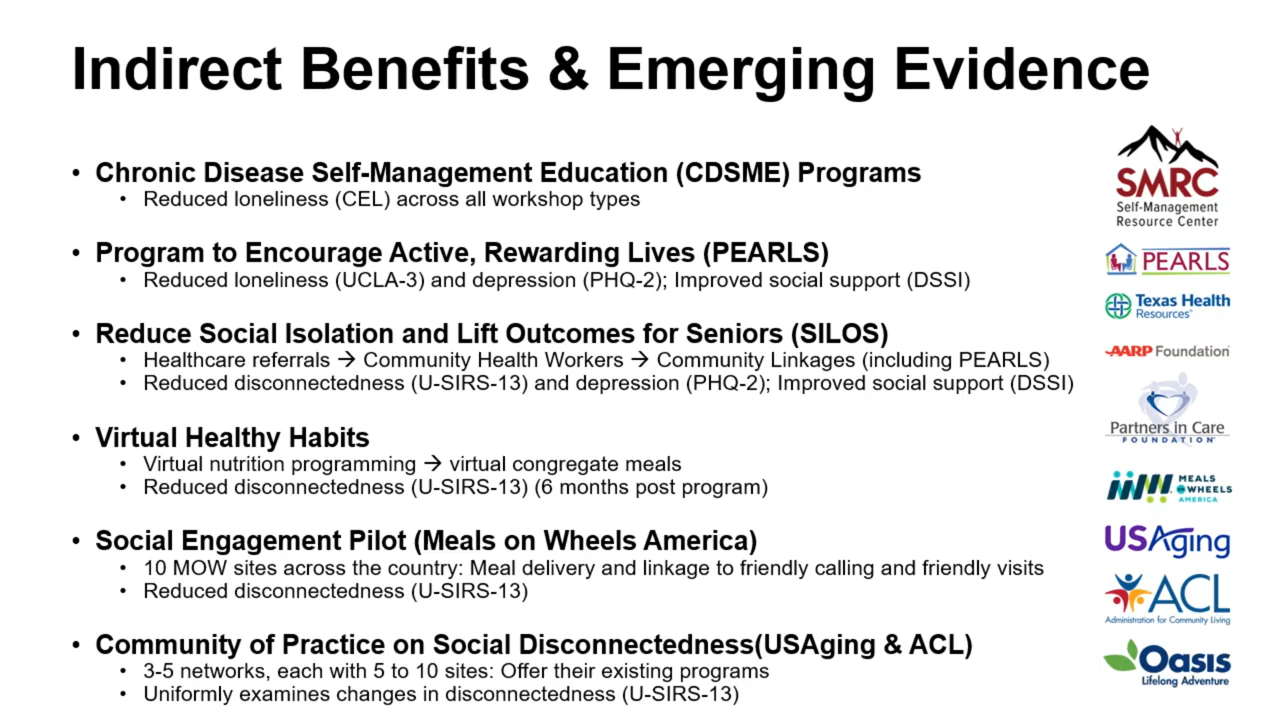 Indirect Benefits & Emerging Evidence
• Chronic Disease Self-Management Education (CDSME) Programs
• Reduced loneliness (CEL) across all workshop types
• Program to Encourage Active, Rewarding Lives (PEARLS)
• Reduced loneliness (UCLA-3) and depression (PHQ-2); Improved social support (DSSI)
• Reduce Social Isolation and Lift Outcomes for Seniors (SILOS)
• Healthcare referrals → Community Health Workers → Community Linkages (including PEARLS)
• Reduced disconnectedness (U-SIRS-13) and depression (PHQ-2); Improved social support (DSSI)
• Virtual Healthy Habits
• Virtual nutrition programming → virtual congregate meals
• Reduced disconnectedness (U-SIRS-13) (6 months post program)
• Social Engagement Pilot (Meals on Wheels America)
• 10 MOW sites across the country: Meal delivery and linkage to friendly calling and friendly visits
• Reduced disconnectedness (U-SIRS-13)
• Community of Practice on Social Disconnectedness(USAging & ACL)
• 3-5 networks, each with 5 to 10 sites: Offer their existing programs
• Uniformly examines changes in disconnectedness (U-SIRS-13)
SMRC
Self-Management
Resource Center
PEARLS
Texas Health
Resources®
AARP Foundation
Partners in Care
FOUNDATION
MEALS
ON WHEELS
AMERICA
USAging
ACL
Administration for Community Living
Oasis
Lifelong Adventure